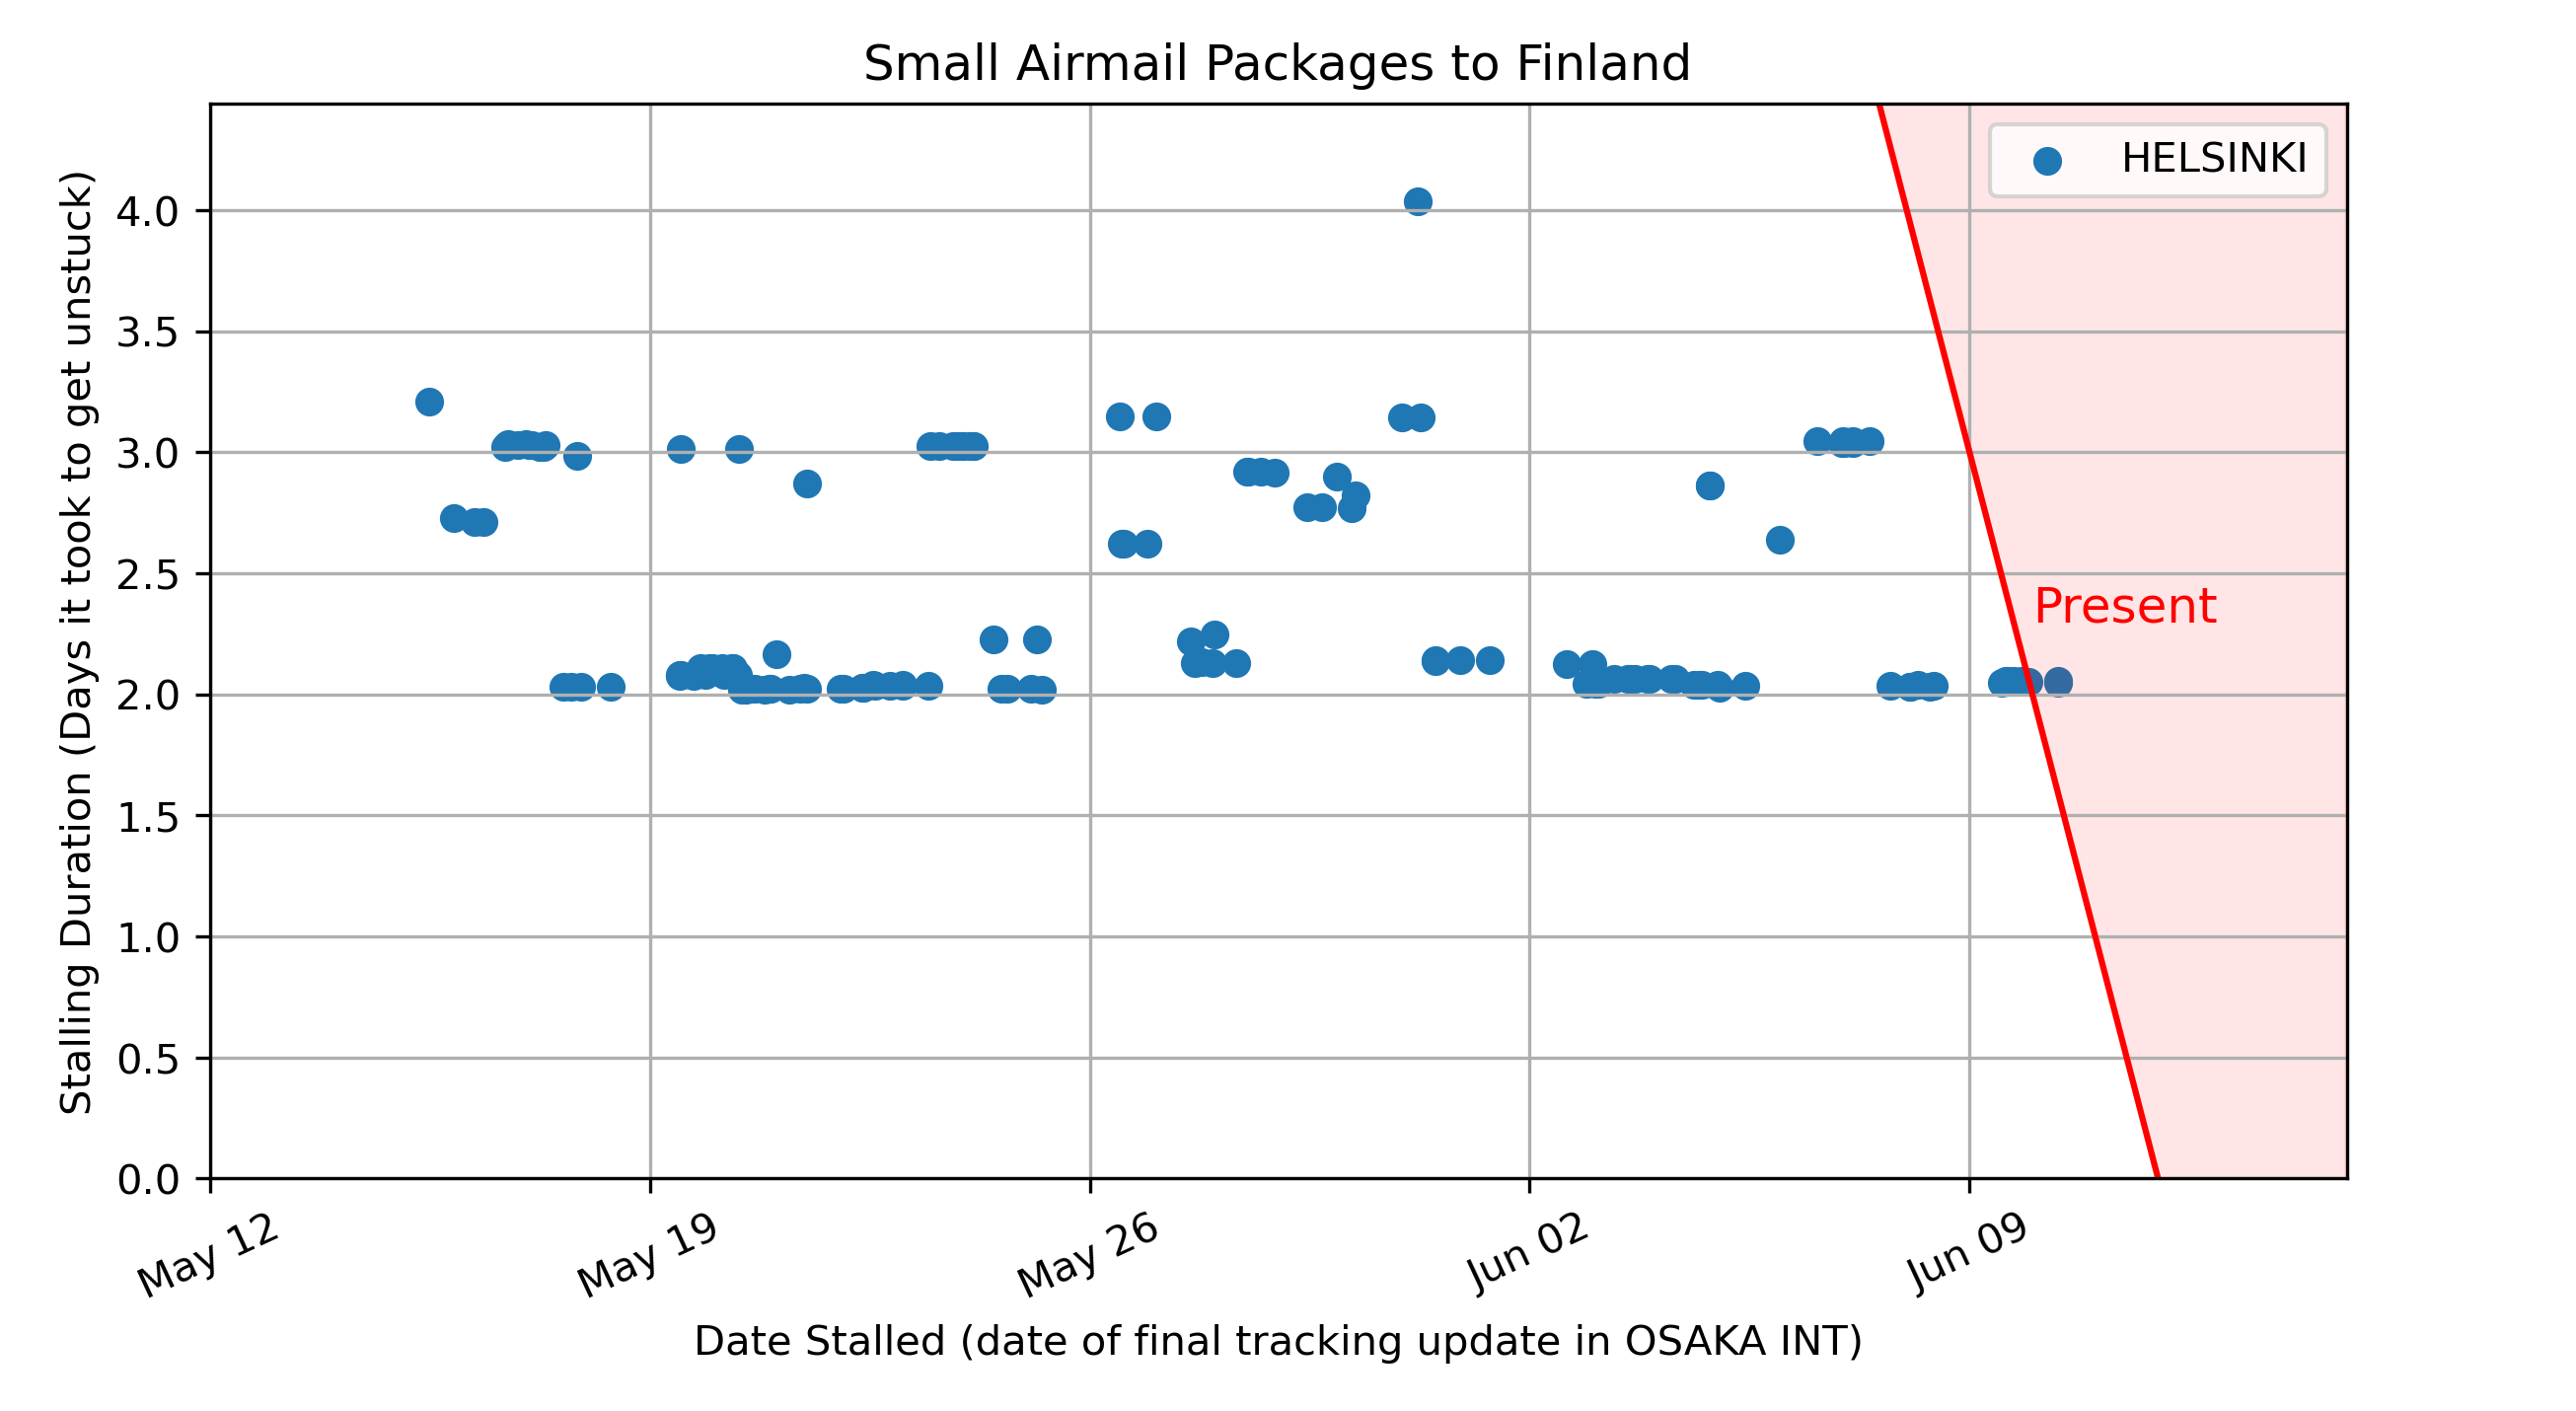 Small Airmail Packages to Finland
HELSINKI
Present
Stalling Duration (Days it took to get unstuck)
4.0
3.5
3.0
2.5
2.0
1.5
1.0
0.5
0.0
May 12
May 19
May 26
Jun 02
Jun 09
Date Stalled (date of final tracking update in OSAKA INT)